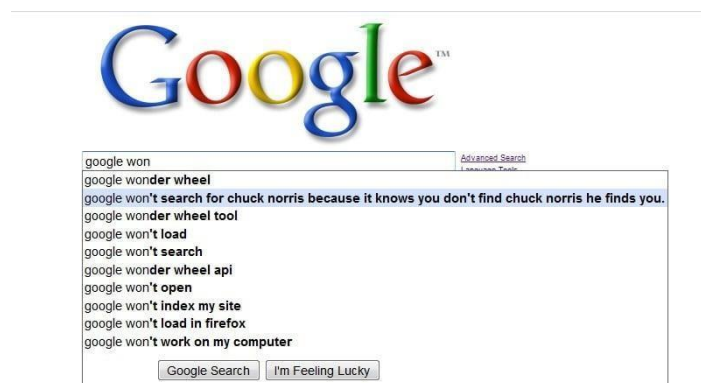 Google™
google won
Advanced Search
Language Tools
google wonder wheel
google won't search for chuck norris because it knows you don't find chuck norris he finds you.
google wonder wheel tool
google won't load
google won't search
google wonder wheel api
google won't open
google won't index my site
google won't load in firefox
google won't work on my computer
Google Search I'm Feeling Lucky